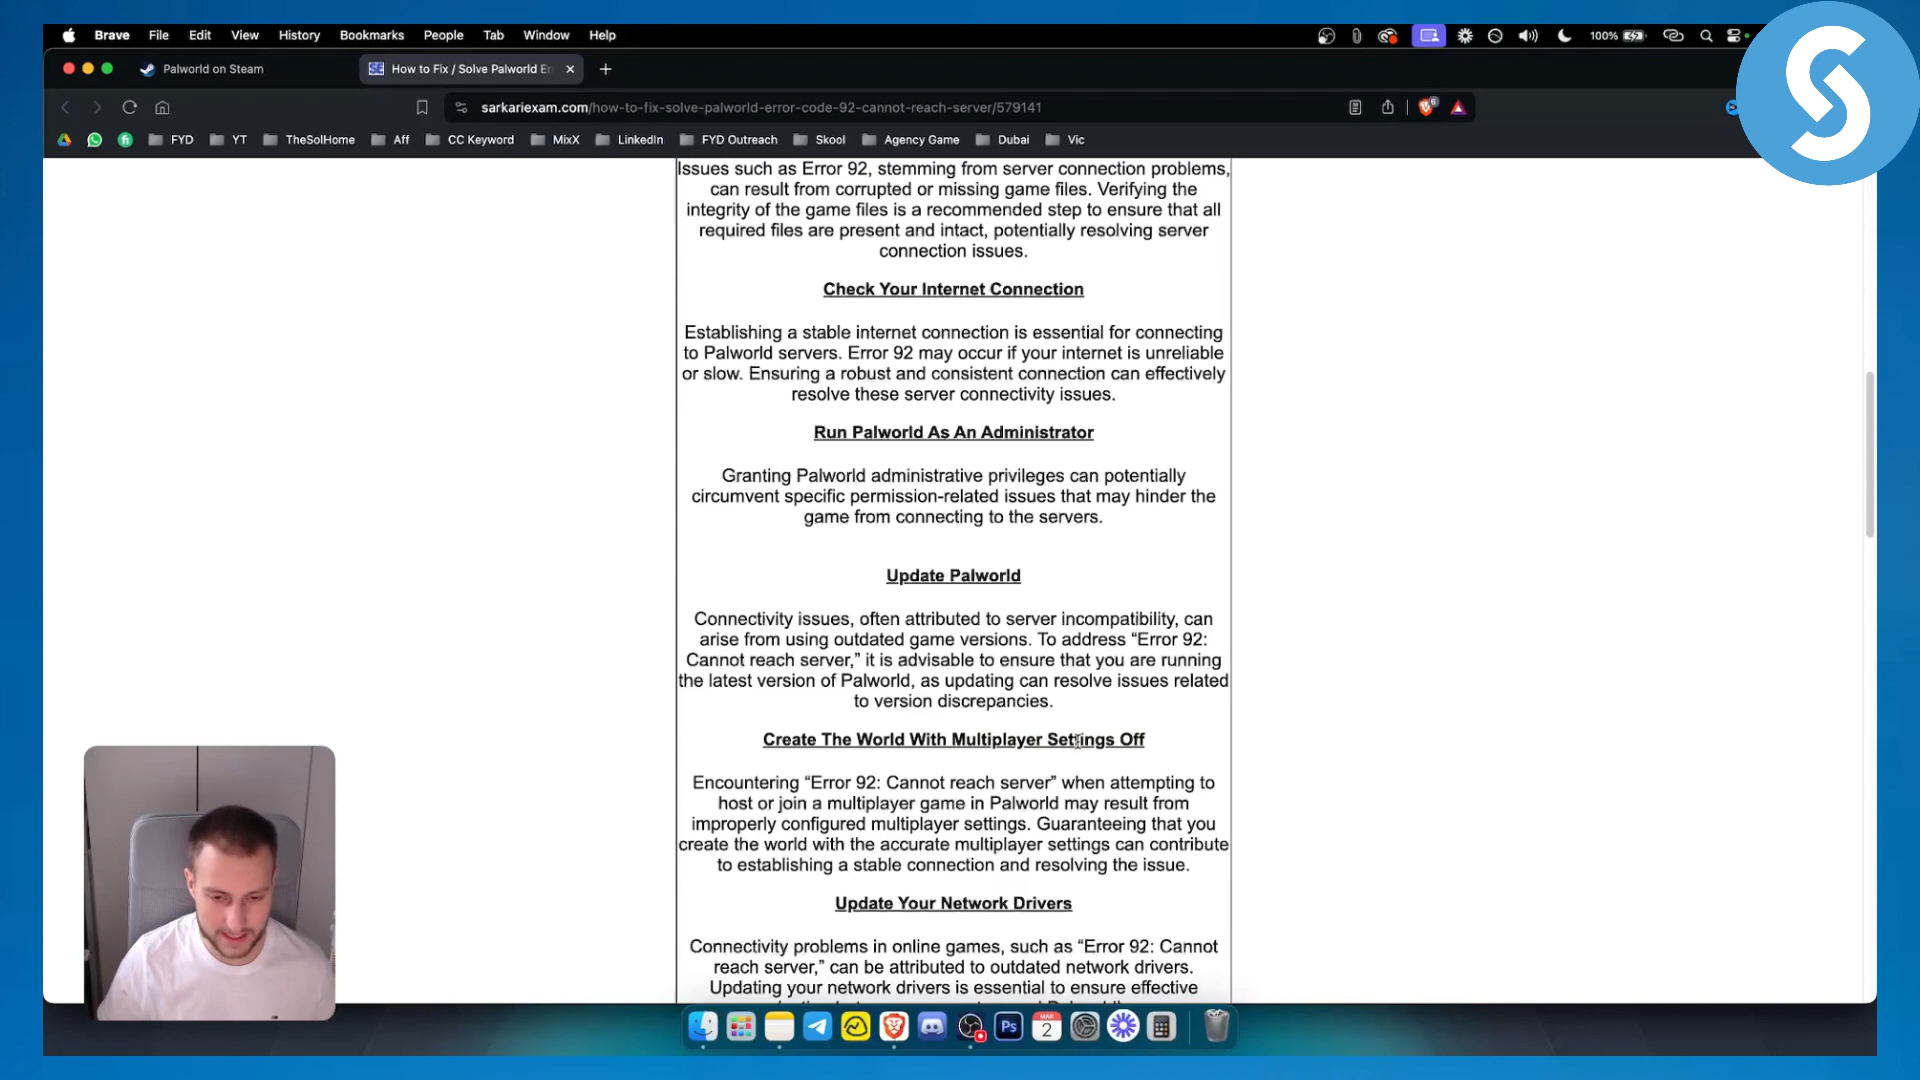 Brave File Edit View History Bookmarks People Tab Window Help
100%
Palworld on Steam
SE How to Fix / Solve Palworld Er
sarkariexam.com/how-to-fix-solve-palworld-error-code-92-cannot-reach-server/579141
6
FYD YT TheSolHome Aff CC Keyword MixX LinkedIn FYD Outreach Skool Agency Game Dubai Vic
Issues such as Error 92, stemming from server connection problems,
can result from corrupted or missing game files. Verifying the
integrity of the game files is a recommended step to ensure that all
required files are present and intact, potentially resolving server
connection issues.
Check Your Internet Connection
Establishing a stable internet connection is essential for connecting
to Palworld servers. Error 92 may occur if your internet is unreliable
or slow. Ensuring a robust and consistent connection can effectively
resolve these server connectivity issues.
Run Palworld As An Administrator
Granting Palworld administrative privileges can potentially
circumvent specific permission-related issues that may hinder the
game from connecting to the servers.
Update Palworld
Connectivity issues, often attributed to server incompatibility, can
arise from using outdated game versions. To address “Error 92:
Cannot reach server,” it is advisable to ensure that you are running
the latest version of Palworld, as updating can resolve issues related
to version discrepancies.
Create The World With Multiplayer Settings Off
Encountering “Error 92: Cannot reach server” when attempting to
host or join a multiplayer game in Palworld may result from
improperly configured multiplayer settings. Guaranteeing that you
create the world with the accurate multiplayer settings can contribute
to establishing a stable connection and resolving the issue.
Update Your Network Drivers
Connectivity problems in online games, such as “Error 92: Cannot
reach server,” can be attributed to outdated network drivers.
Updating your network drivers is essential to ensure effective
Ps
MAR
2